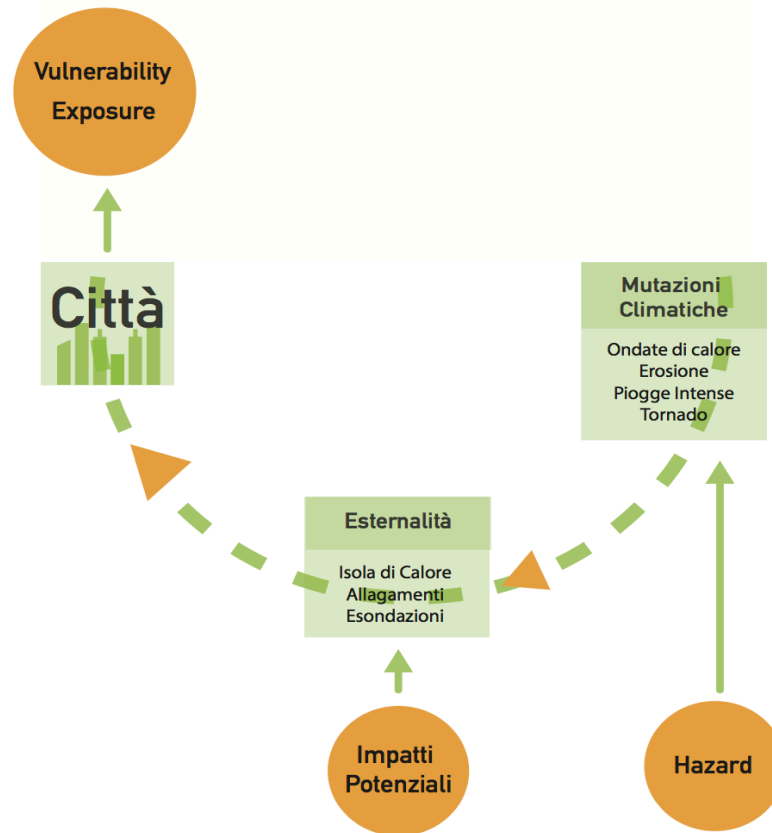 Vulnerability
Exposure
Città
Mutazioni
Climatiche
Ondate di calore
Erosione
Piogge Intense
Tornado
Esternalità
Isola di Calore
Allagamenti
Esondazioni
Impatti
Potenziali
Hazard